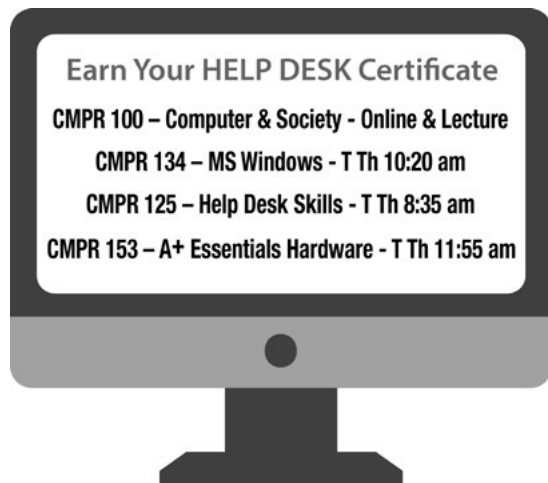 Earn Your HELP DESK Certificate
CMPR 100 – Computer & Society - Online & Lecture
CMPR 134 – MS Windows - T Th 10:20 am
CMPR 125 – Help Desk Skills - T Th 8:35 am
CMPR 153 – A+ Essentials Hardware - T Th 11:55 am